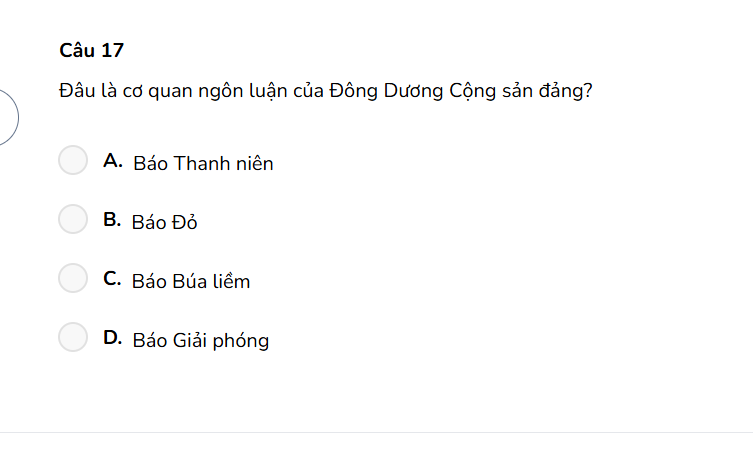 Câu 17
Đâu là cơ quan ngôn luận của Đông Dương Cộng sản đảng?
A. Báo Thanh niên
B. Báo Đỏ
C. Báo Búa liềm
D. Báo Giải phóng